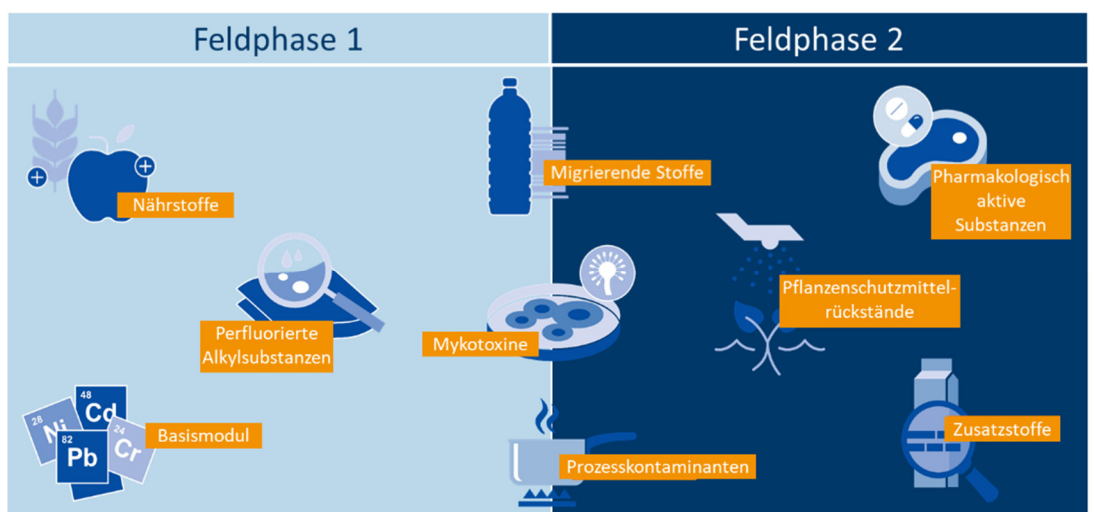 Feldphase 1
Feldphase 2
Nährstoffe
Migrierende Stoffe
Pharmakologisch
aktive
Substanzen
Perfluorierte
Alkylsubstanzen
Mykotoxine
Pflanzenschutzmittel-
rückstände
28
Ni
48
Cd
82
Pb
24
Cr
Basismodul
Prozesskontaminanten
Zusatzstoffe